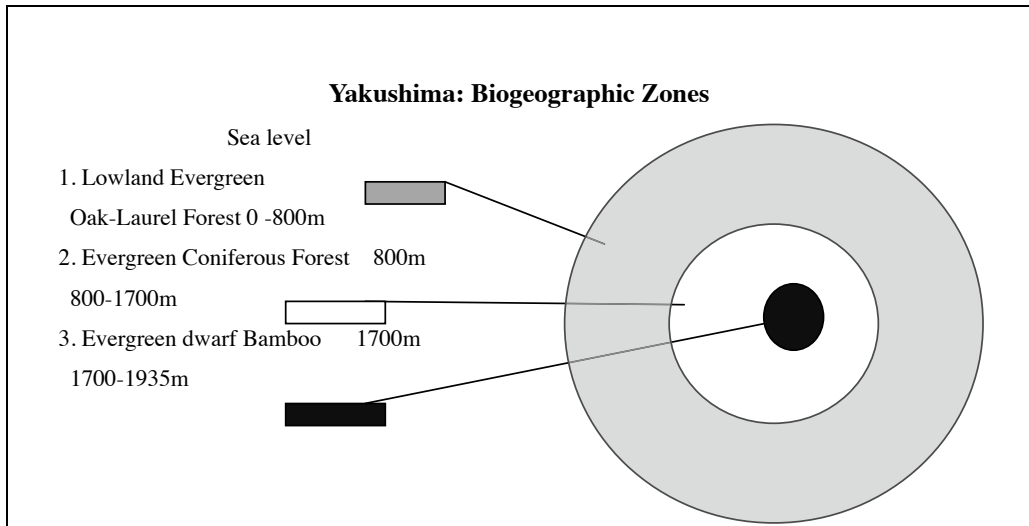 Yakushima: Biogeographic Zones
Sea level
1. Lowland Evergreen
Oak-Laurel Forest 0 -800m
2. Evergreen Coniferous Forest 800m
800-1700m
3. Evergreen dwarf Bamboo 1700m
1700-1935m